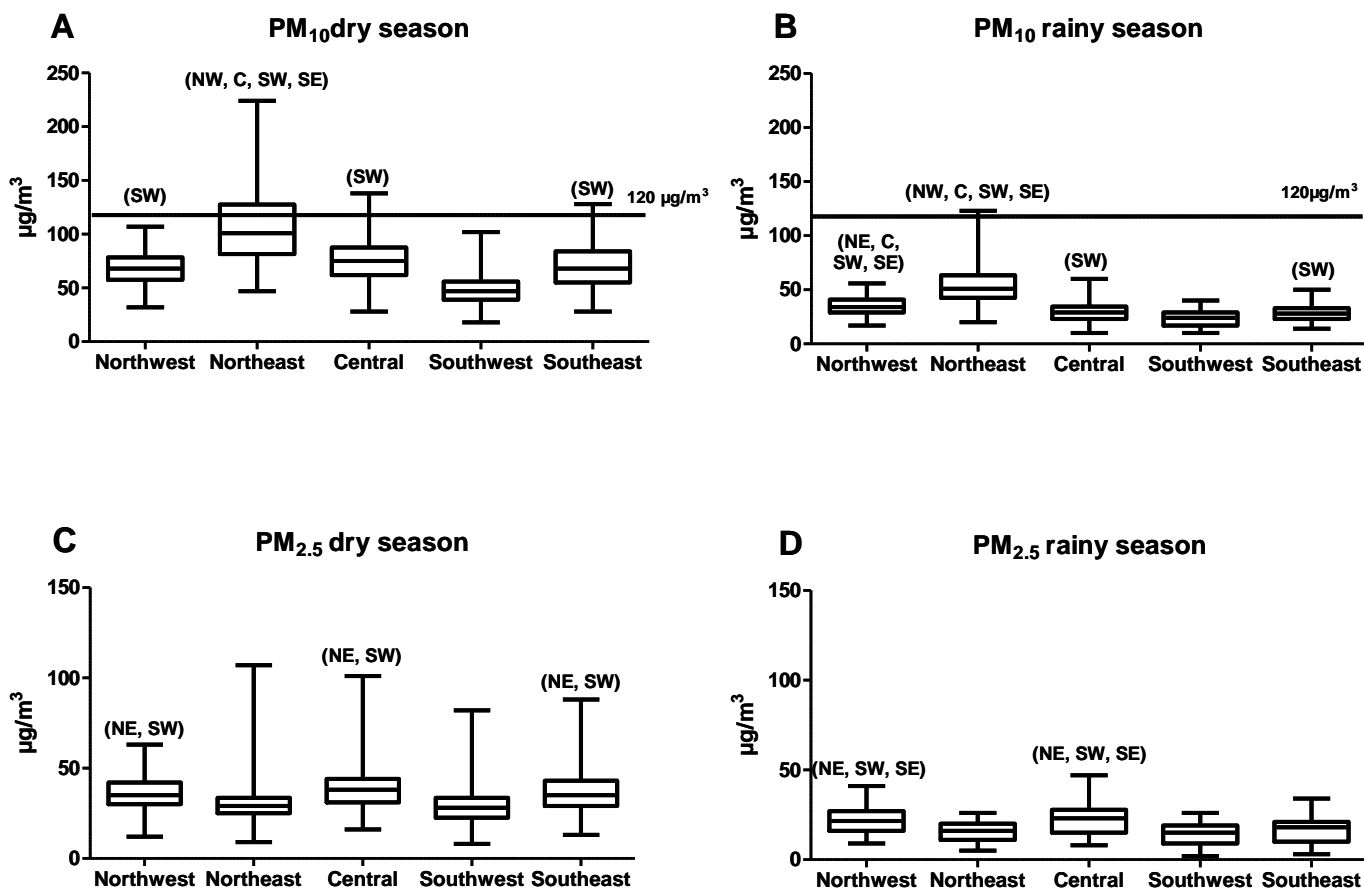 A
PM10dry season
µg/m3
250
200
150
100
50
0
(SW)
(NW, C, SW, SE)
(SW)
(SW)
120 µg/m3
Northwest Northeast Central Southwest Southeast
B
PM10 rainy season
µg/m3
250
200
150
100
50
0
(NE, C,
SW, SE)
(NW, C, SW, SE)
(SW)
(SW)
120µg/m3
Northwest Northeast Central Southwest Southeast
C
PM2.5 dry season
µg/m3
150
100
50
0
(NE, SW)
(NE, SW)
(NE, SW)
Northwest Northeast Central Southwest Southeast
D
PM2.5 rainy season
µg/m3
150
100
50
0
(NE, SW, SE)
(NE, SW, SE)
Northwest Northeast Central Southwest Southeast